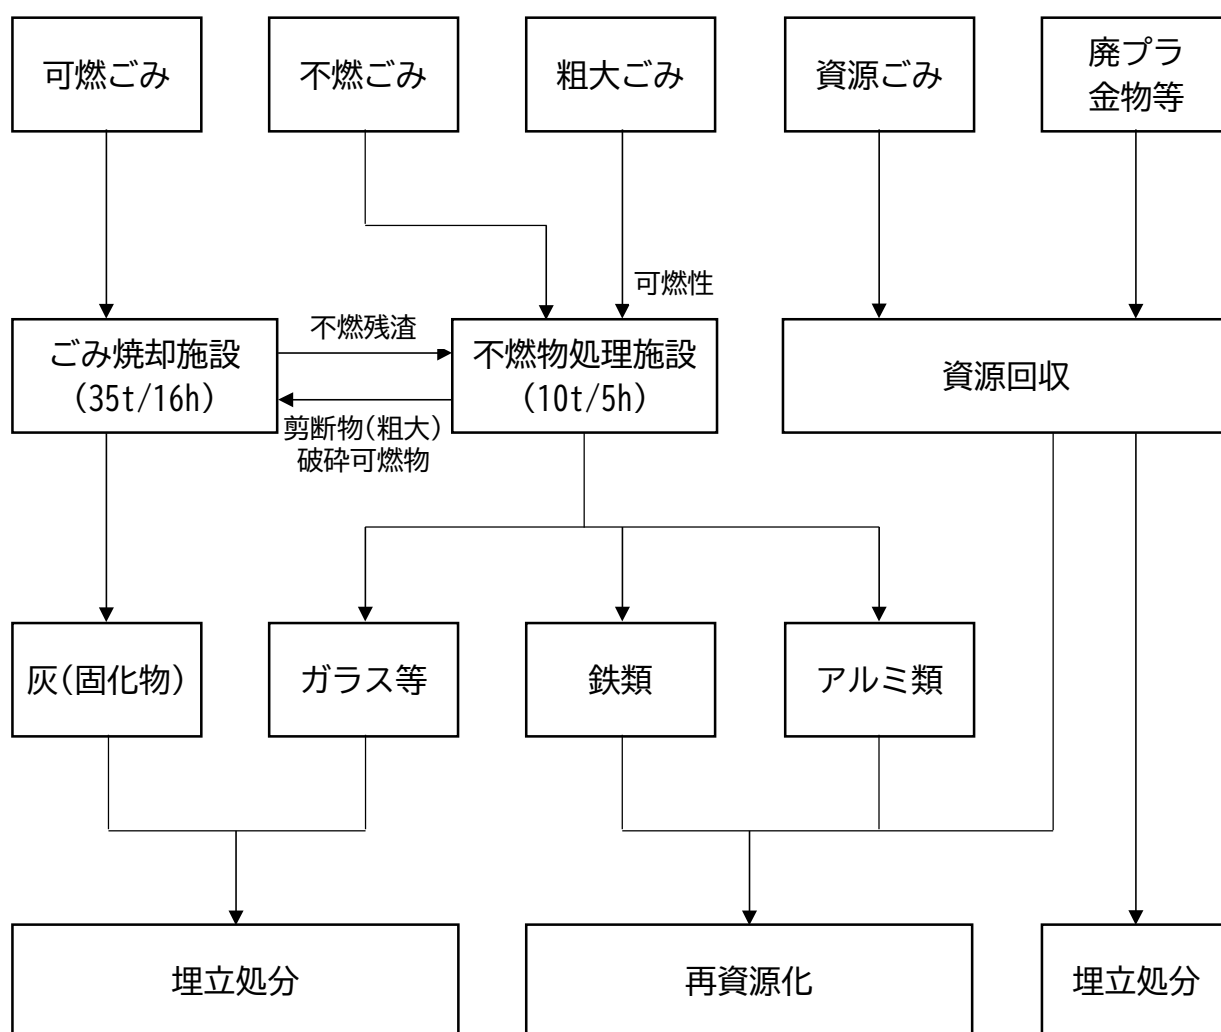 可燃ごみ
不燃ごみ
粗大ごみ
資源ごみ
廃プラ
金物等
可燃性
ごみ焼却施設
(35t/16h)
不燃残渣
剪断物(粗大)
破砕可燃物
不燃物処理施設
(10t/5h)
資源回収
灰(固化物)
ガラス等
鉄類
アルミ類
埋立処分
再資源化
埋立処分